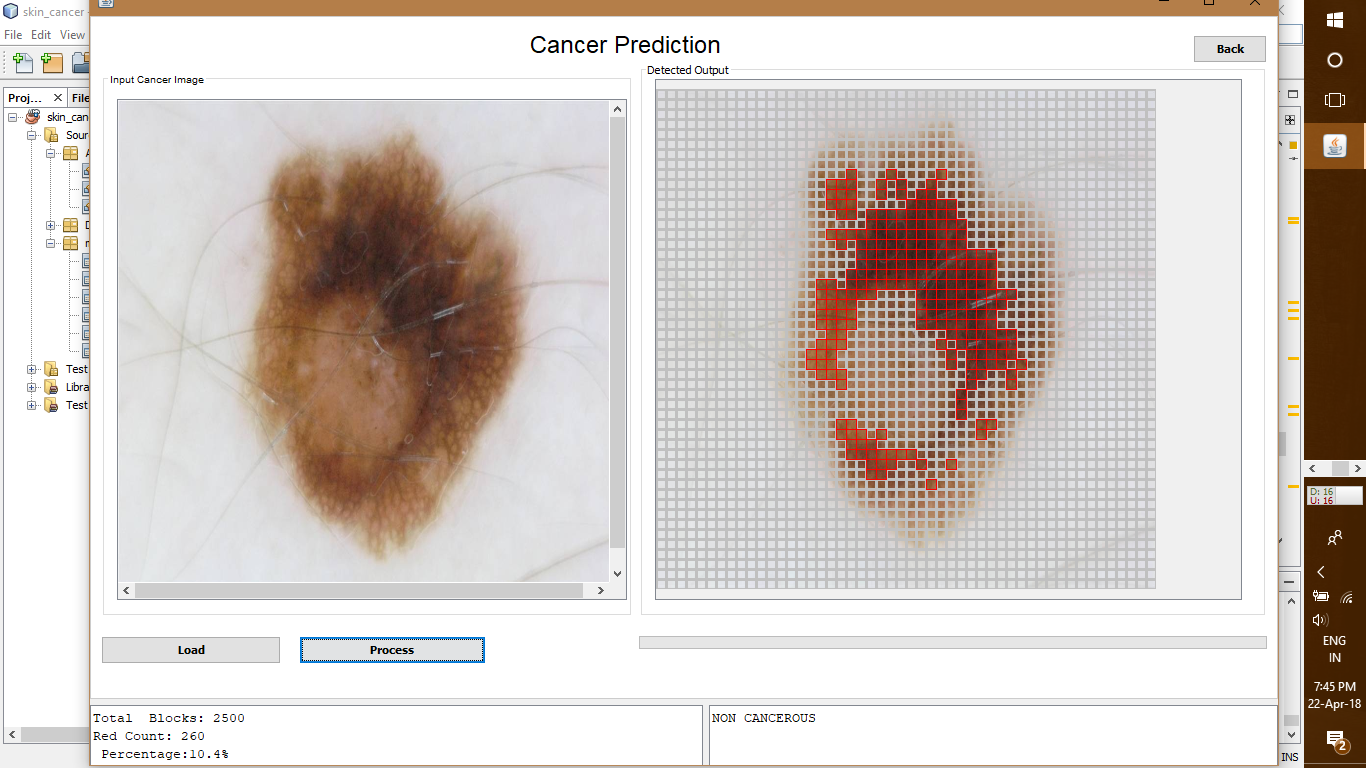 skin_cancer
File Edit View
Cancer Prediction
Back
Input Cancer Image
Detected Output
Proj...
File
skin_can
Sour
A
D
m
Test
Libra
Test
Load
Process
Total  Blocks: 2500
Red Count: 260
Percentage:10.4%
NON CANCEROUS
D: 16
U: 16
ENG
IN
7:45 PM
22-Apr-18
2
INS